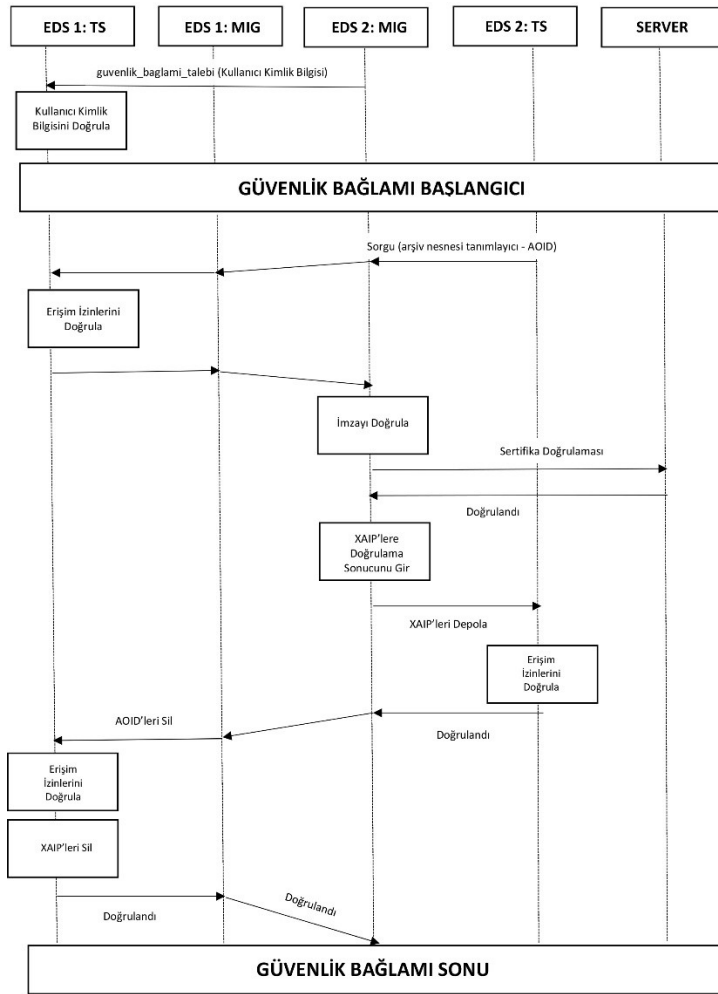 EDS 1: TS
EDS 1: MIG
EDS 2: MIG
EDS 2: TS
SERVER
guvenlik_baglami_talebi (Kullanıcı Kimlik Bilgisi)
Kullanıcı Kimlik
Bilgisini Doğrula
GÜVENLİK BAĞLAMI BAŞLANGICI
Sorgu (arşiv nesnesi tanımlayıcı - AOID)
Erişim İzinlerini
Doğrula
İmzayı Doğrula
Sertifika Doğrulaması
Doğrulandı
XAIP'lere
Doğrulama
Sonucunu Gir
XAIP'leri Depola
Erişim
İzinlerini
Doğrula
AOID'leri Sil
Doğrulandı
Erişim
İzinlerini
Doğrula
XAIP'leri Sil
Doğrulandı
Doğrulandı
GÜVENLİK BAĞLAMI SONU